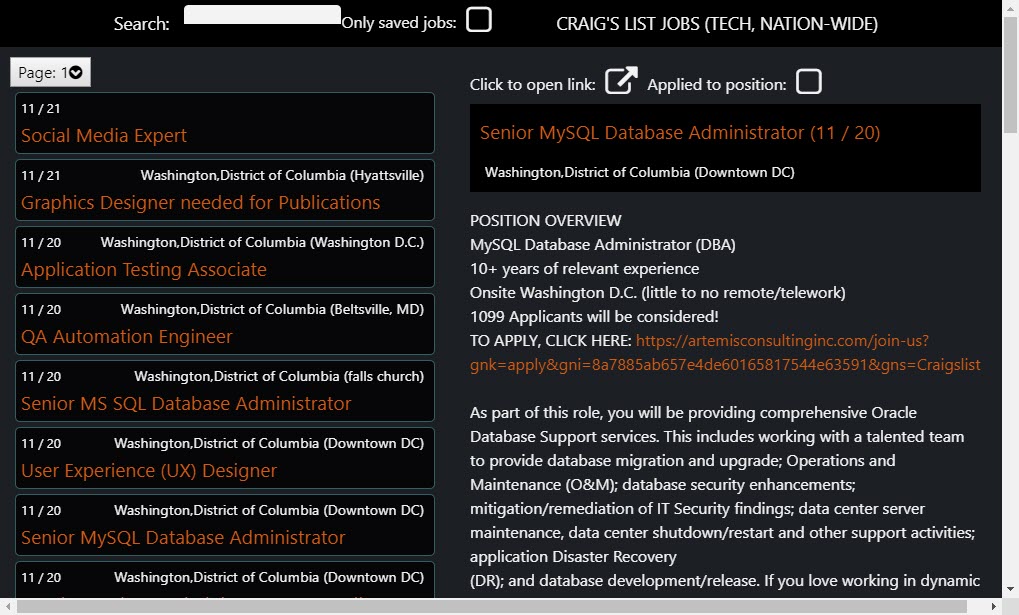 Search:
Only saved jobs:
CRAIG'S LIST JOBS (TECH, NATION-WIDE)
Page: 1
11 / 21
Social Media Expert
11 / 21 Washington,District of Columbia (Hyattsville)
Graphics Designer needed for Publications
11 / 20 Washington,District of Columbia (Washington D.C.)
Application Testing Associate
11 / 20 Washington,District of Columbia (Beltsville, MD)
QA Automation Engineer
11 / 20 Washington,District of Columbia (falls church)
Senior MS SQL Database Administrator
11 / 20 Washington,District of Columbia (Downtown DC)
User Experience (UX) Designer
11 / 20 Washington,District of Columbia (Downtown DC)
Senior MySQL Database Administrator
11 / 20 Washington,District of Columbia (Downtown DC)
Click to open link:
Applied to position:
Senior MySQL Database Administrator (11 / 20)
Washington,District of Columbia (Downtown DC)
POSITION OVERVIEW
MySQL Database Administrator (DBA)
10+ years of relevant experience
Onsite Washington D.C. (little to no remote/telework)
1099 Applicants will be considered!
TO APPLY, CLICK HERE: https://artemisconsultinginc.com/join-us?
gnk=apply&gni=8a7885ab657e4de60165817544e63591&gns=Craigslist
As part of this role, you will be providing comprehensive Oracle
Database Support services. This includes working with a talented team
to provide database migration and upgrade; Operations and
Maintenance (O&M); database security enhancements;
mitigation/remediation of IT Security findings; data center server
maintenance, data center shutdown/restart and other support activities;
application Disaster Recovery
(DR); and database development/release. If you love working in dynamic